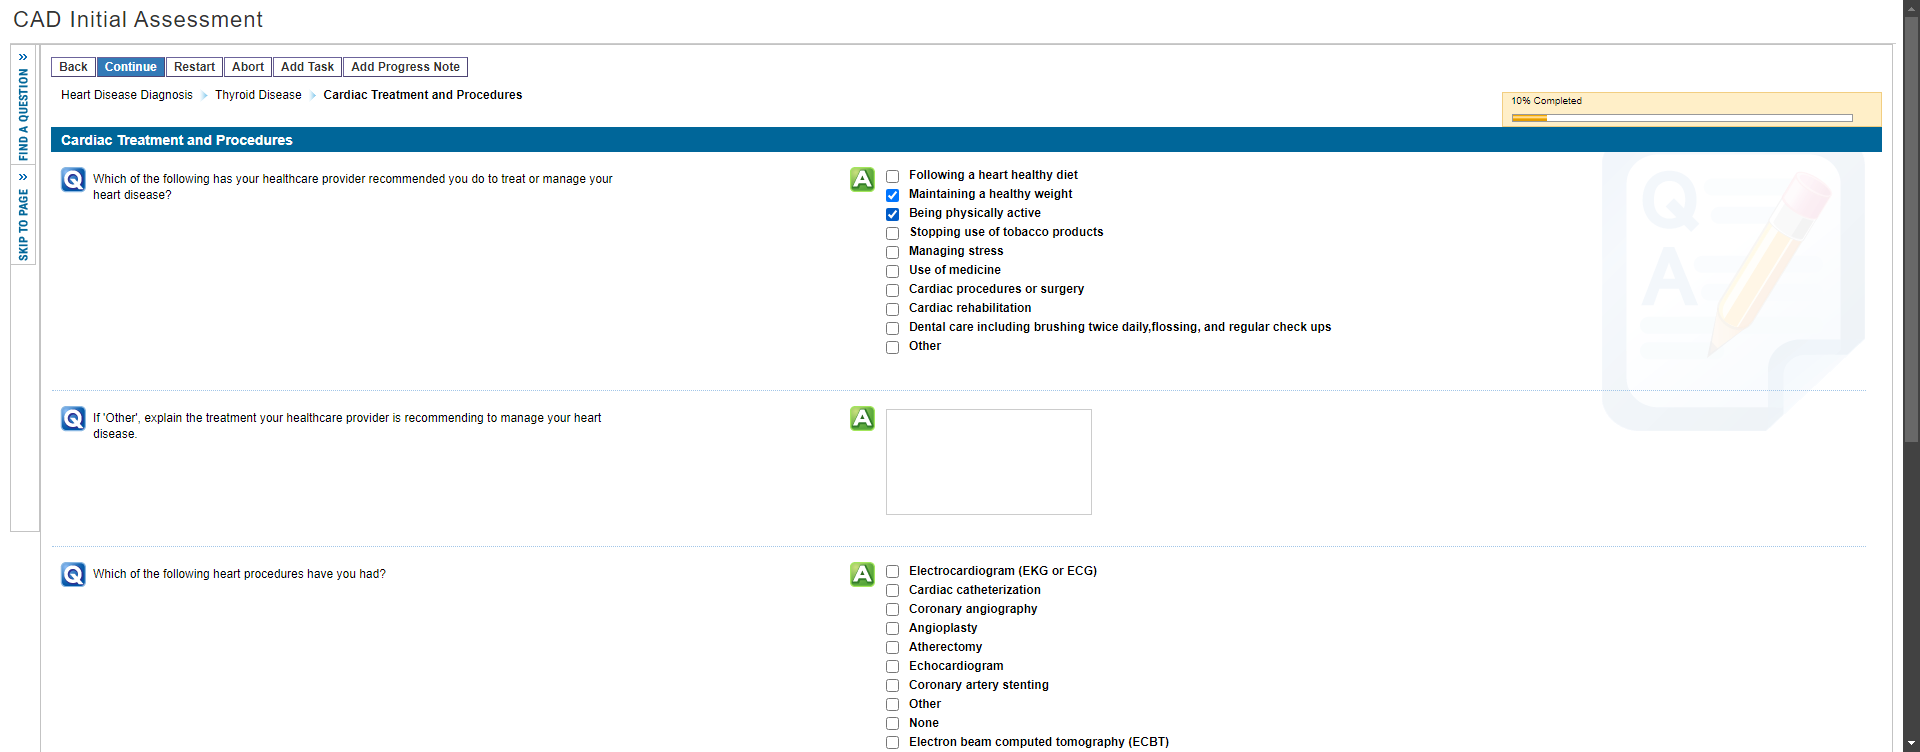 CAD Initial Assessment
Back Continue Restart Abort Add Task Add Progress Note
Heart Disease Diagnosis Thyroid Disease Cardiac Treatment and Procedures
10% Completed
» FIND A QUESTION
» SKIP TO PAGE
Cardiac Treatment and Procedures
Q Which of the following has your healthcare provider recommended you do to treat or manage your
heart disease?
A Following a heart healthy diet
Maintaining a healthy weight
Being physically active
Stopping use of tobacco products
Managing stress
Use of medicine
Cardiac procedures or surgery
Cardiac rehabilitation
Dental care including brushing twice daily,flossing, and regular check ups
Other
Q
A
Q If 'Other', explain the treatment your healthcare provider is recommending to manage your heart
disease.
A
Q Which of the following heart procedures have you had?
A Electrocardiogram (EKG or ECG)
Cardiac catheterization
Coronary angiography
Angioplasty
Atherectomy
Echocardiogram
Coronary artery stenting
Other
None
Electron beam computed tomography (ECBT)